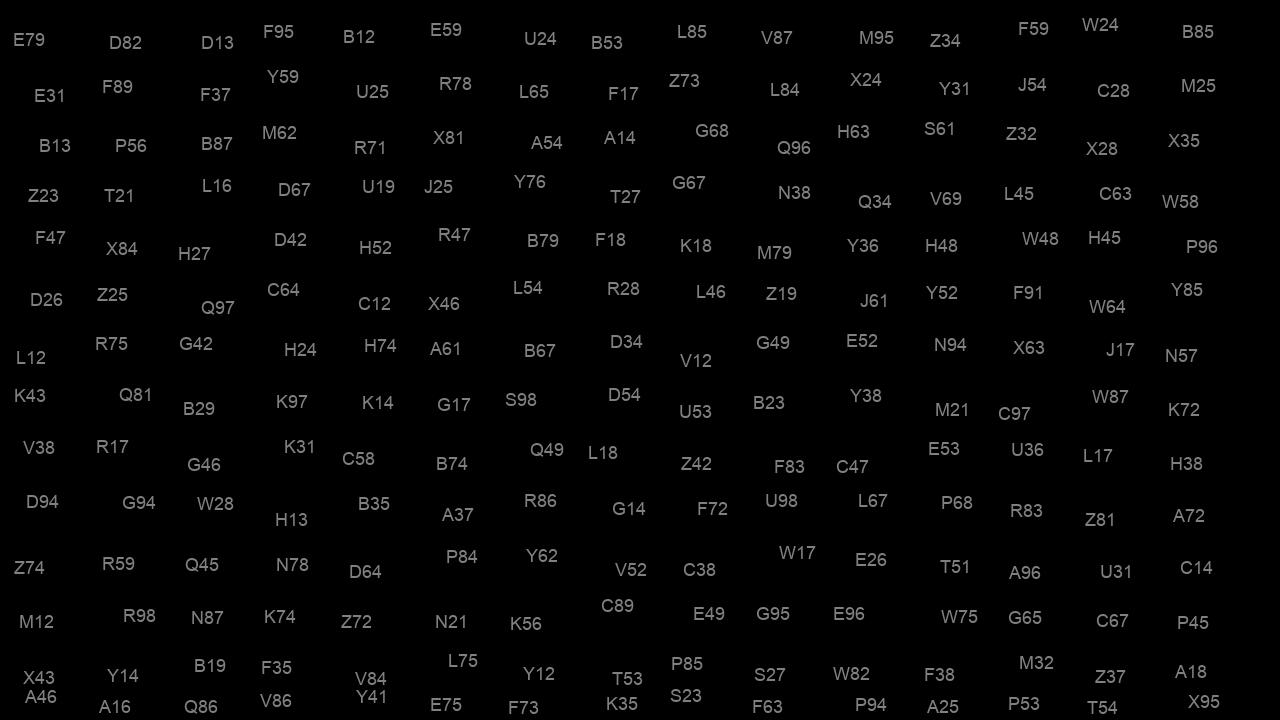 E79 D82 D13 F95 B12 E59 U24 B53 L85 V87 M95 Z34 F59 W24 B85
E31 F89 F37 Y59 U25 R78 L65 F17 Z73 L84 X24 Y31 J54 C28 M25
B13 P56 B87 M62 R71 X81 A54 A14 G68 Q96 H63 S61 Z32 X28 X35
Z23 T21 L16 D67 U19 J25 Y76 T27 G67 N38 Q34 V69 L45 C63 W58
F47 X84 H27 D42 H52 R47 B79 F18 K18 M79 Y36 H48 W48 H45 P96
D26 Z25 Q97 C64 C12 X46 L54 R28 L46 Z19 J61 Y52 F91 W64 Y85
L12 R75 G42 H24 H74 A61 B67 D34 V12 G49 E52 N94 X63 J17 N57
K43 Q81 B29 K97 K14 G17 S98 D54 U53 B23 Y38 M21 C97 W87 K72
V38 R17 G46 K31 C58 B74 Q49 L18 Z42 F83 C47 E53 U36 L17 H38
D94 G94 W28 H13 B35 A37 R86 G14 F72 U98 L67 P68 R83 Z81 A72
Z74 R59 Q45 N78 D64 P84 Y62 V52 C38 W17 E26 T51 A96 U31 C14
M12 R98 N87 K74 Z72 N21 K56 C89 E49 G95 E96 W75 G65 C67 P45
X43 Y14 B19 F35 V84 L75 Y12 T53 P85 S27 W82 F38 M32 Z37 A18
A46 A16 Q86 V86 Y41 E75 F73 K35 S23 F63 P94 A25 P53 T54 X95